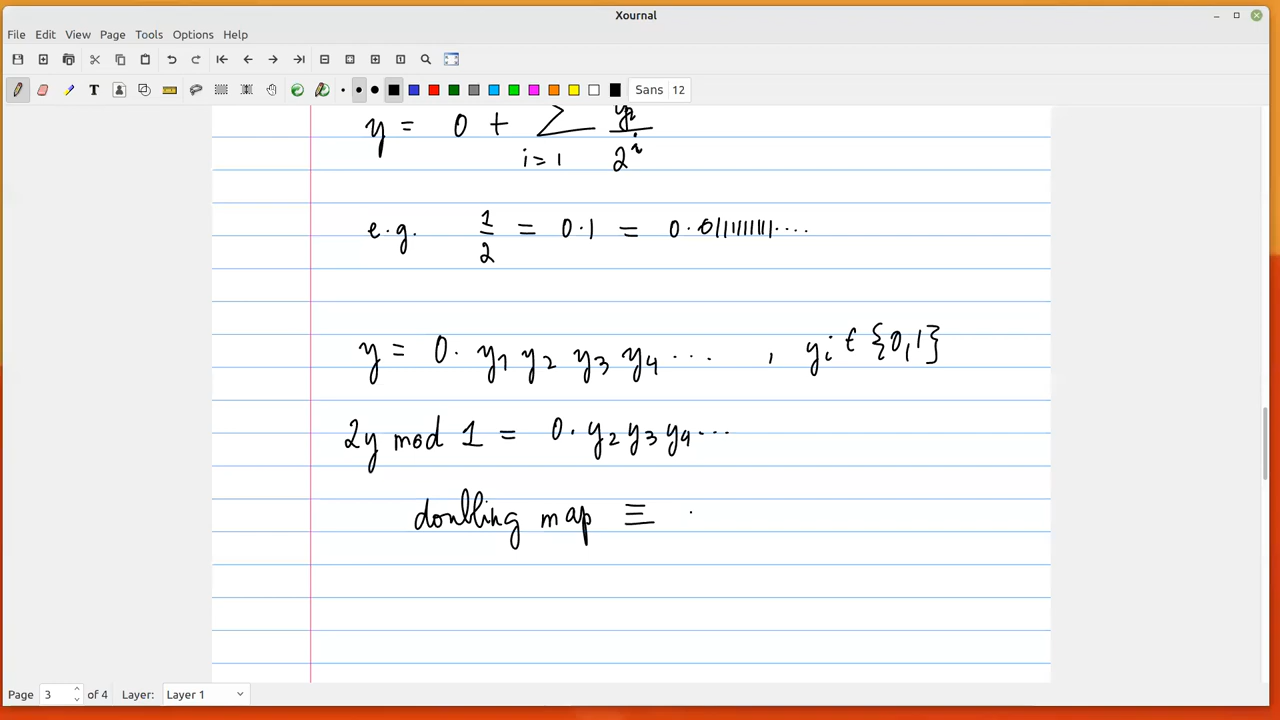 Xournal
File Edit View Page Tools Options Help
Sans 12
y = 0 + ∑ yi / 2^i
i = 1
e.g. 1/2 = 0.1 = 0.0111111111....
y = 0. y1 y2 y3 y4 ... , yi ∈ {0,1}
2y mod 1 = 0. y2 y3 y4 ...
doubling map ≡
Page 3 of 4 Layer: Layer 1